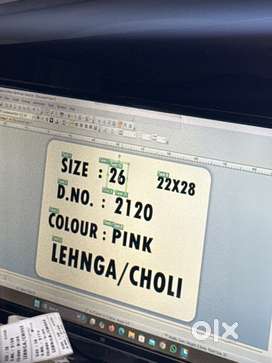 SIZE : 26 22X28
D.NO. : 2120
COLOUR : PINK
LEHNGA/CHOLI
olx